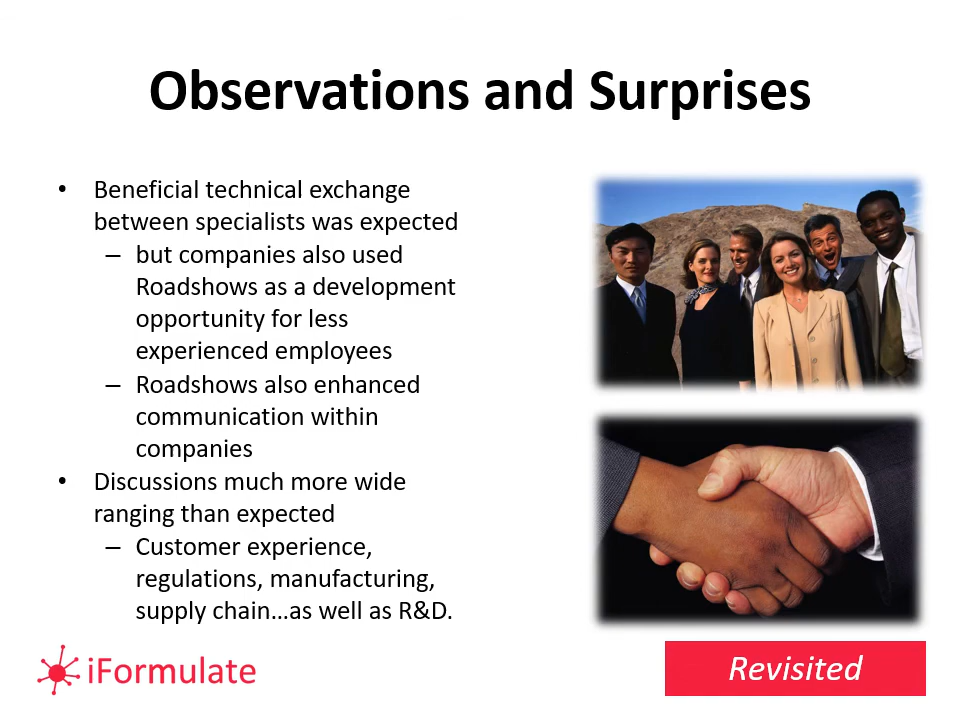 Observations and Surprises
• Beneficial technical exchange
between specialists was expected
– but companies also used
Roadshows as a development
opportunity for less
experienced employees
– Roadshows also enhanced
communication within
companies
• Discussions much more wide
ranging than expected
– Customer experience,
regulations, manufacturing,
supply chain…as well as R&D.
iFormulate
Revisited